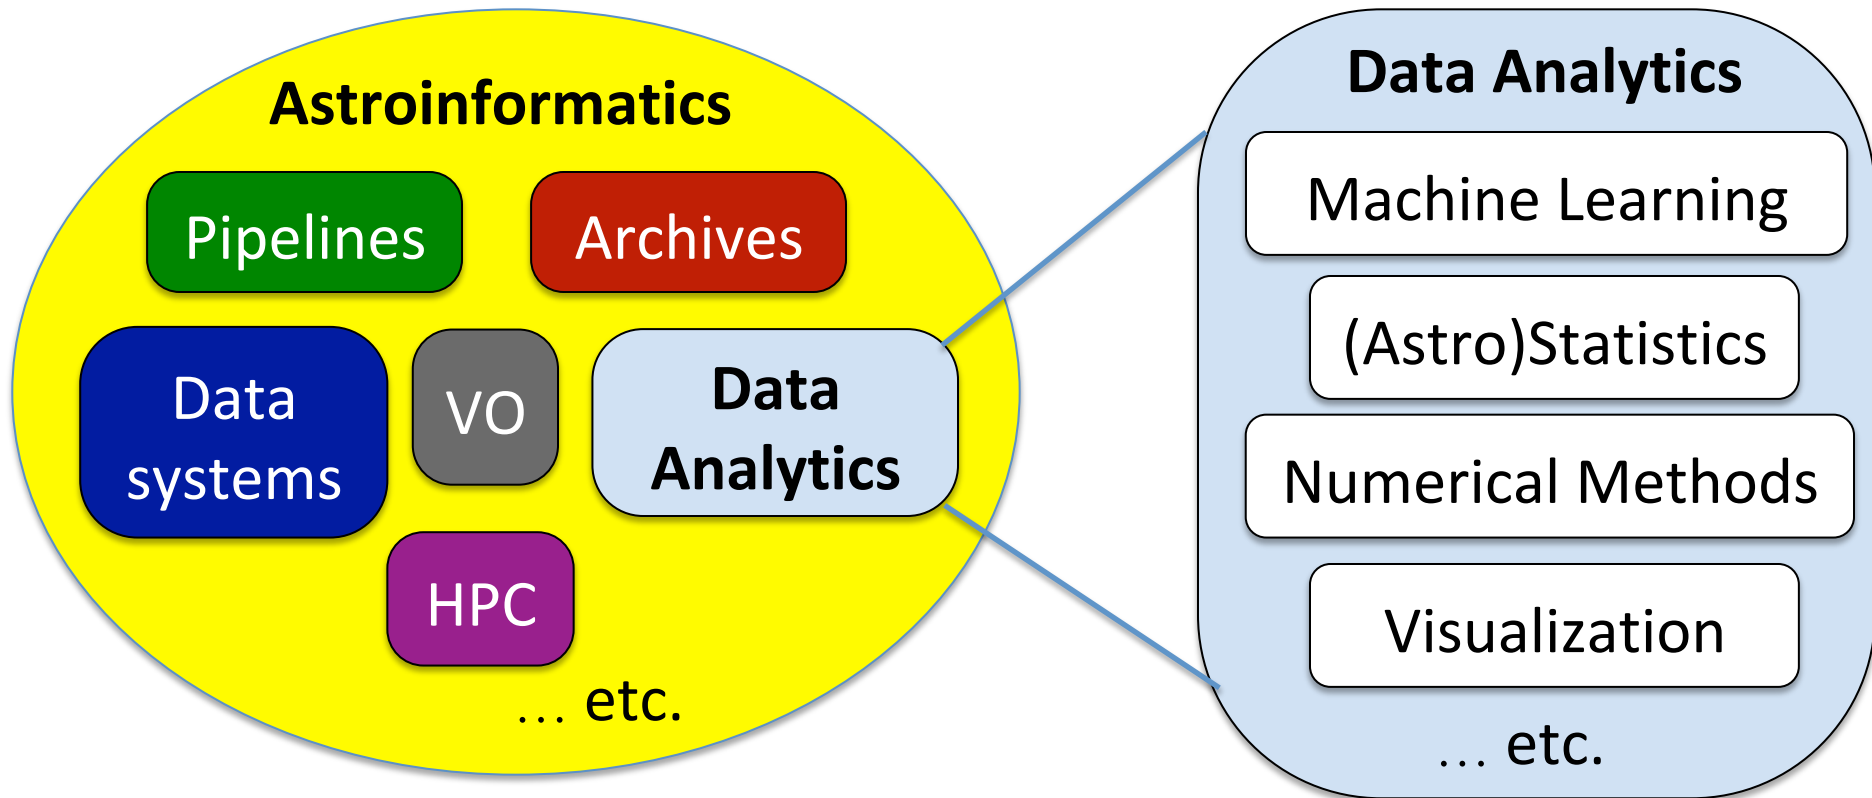 Astroinformatics
Pipelines
Archives
Data
systems
VO
Data
Analytics
HPC
... etc.
Data Analytics
Machine Learning
(Astro)Statistics
Numerical Methods
Visualization
... etc.